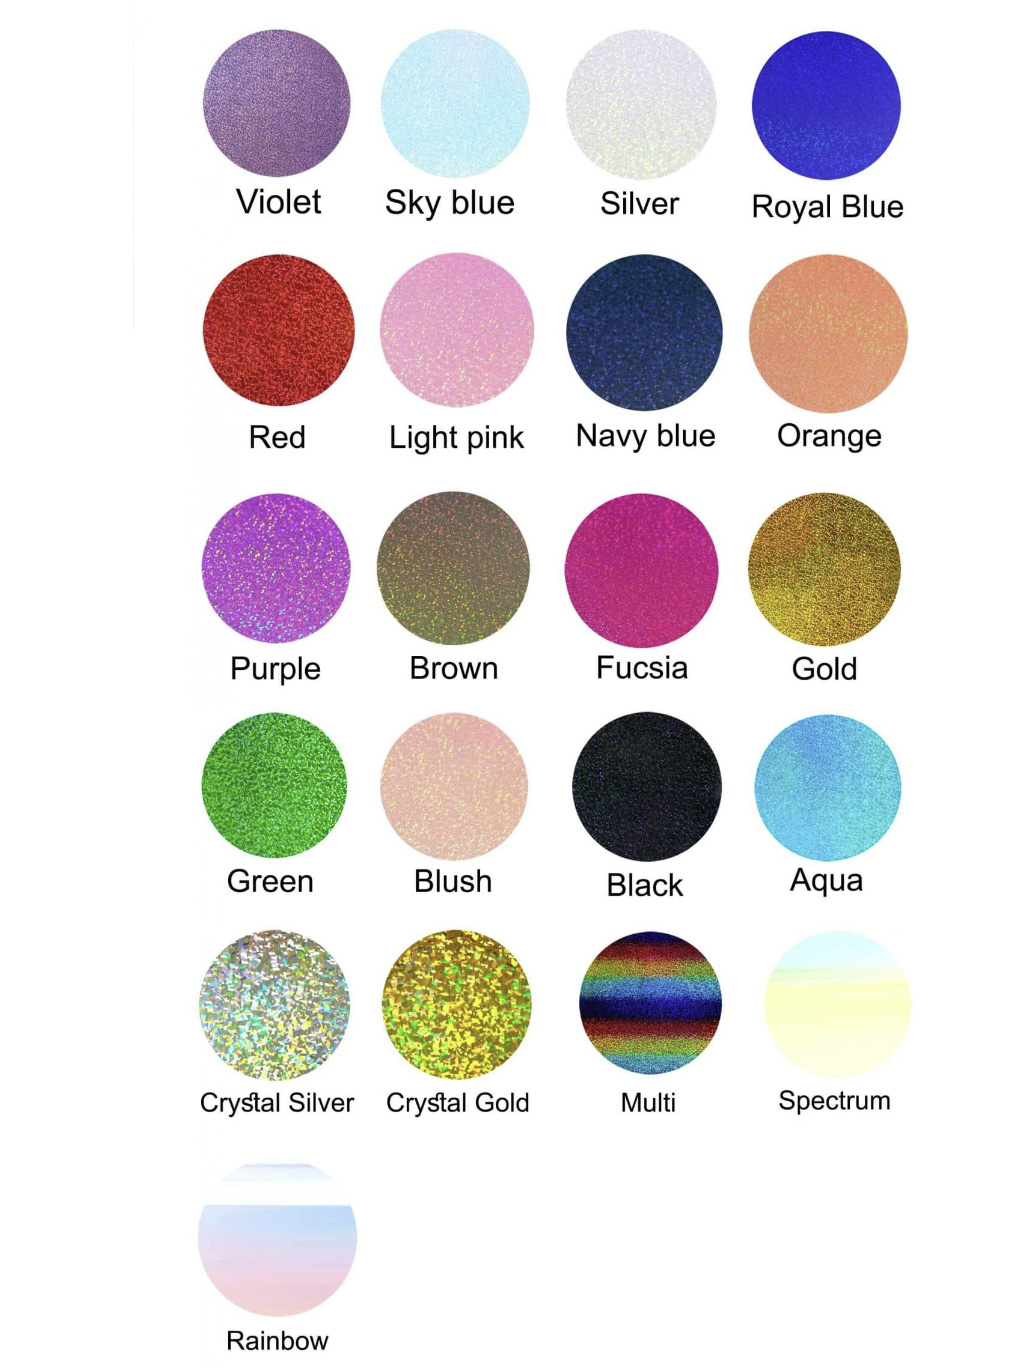 Violet
Sky blue
Silver
Royal Blue
Red
Light pink
Navy blue
Orange
Purple
Brown
Fucsia
Gold
Green
Blush
Black
Aqua
Crystal Silver
Crystal Gold
Multi
Spectrum
Rainbow